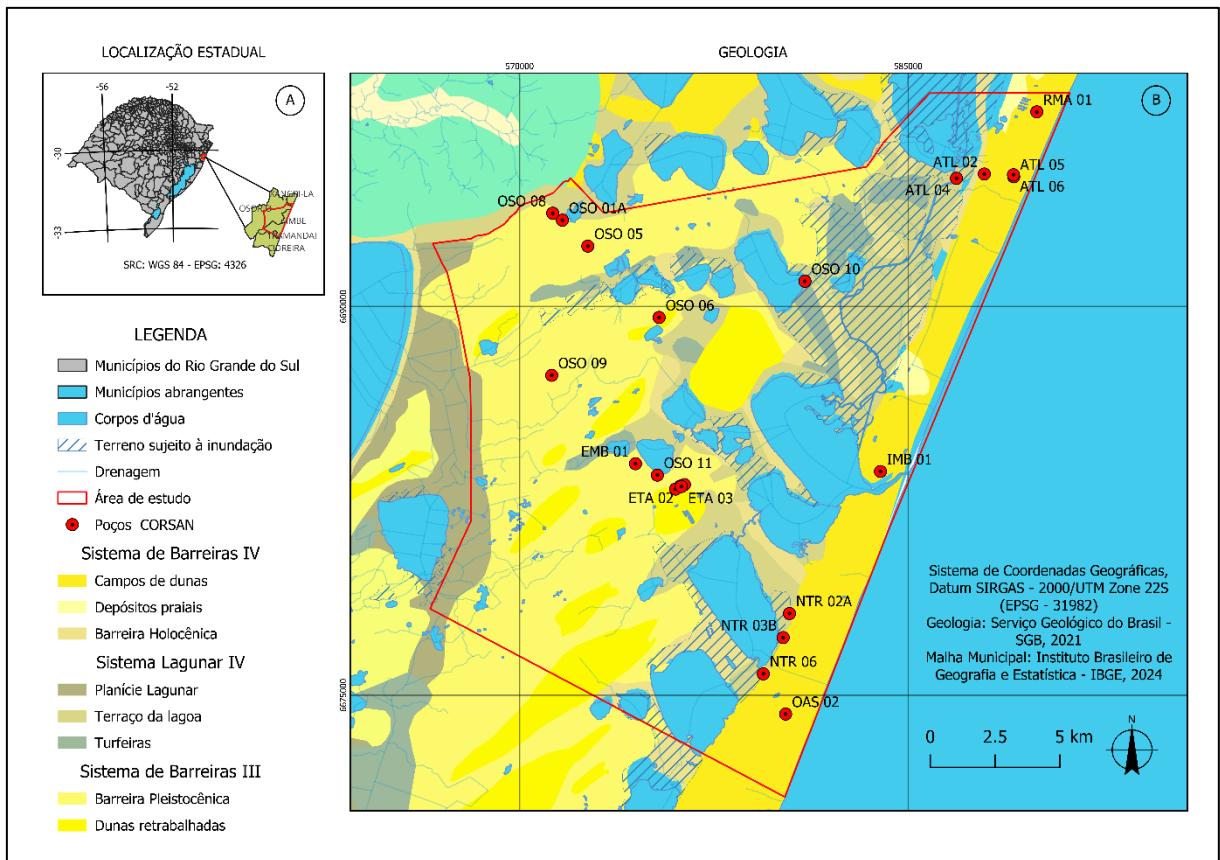 LOCALIZAÇÃO ESTADUAL
A
-56
-52
-30
-33
OSO
IMBE
TRAMANDAI
SRC: WGS 84 - EPSG: 4326
LEGENDA
Municípios do Rio Grande do Sul
Municípios abrangentes
Corpos d'água
Terreno sujeito à inundação
Drenagem
Área de estudo
Poços CORSAN
Sistema de Barreiras IV
Campos de dunas
Depósitos praiais
Barreira Holocênica
Sistema Lagunar IV
Planície Lagunar
Terraço da lagoa
Turfeiras
Sistema de Barreiras III
Barreira Pleistocênica
Dunas retrabalhadas
GEOLOGIA
570000
585000
B
6690000
6675000
RMA 01
ATL 02
ATL 05
ATL 04
ATL 06
OSO 08
OSO 01A
OSO 05
OSO 10
OSO 06
OSO 09
EMB 01
OSO 11
IMB 01
ETA 02
ETA 03
NTR 02A
NTR 03B
NTR 06
OAS 02
Sistema de Coordenadas Geográficas,
Datum SIRGAS - 2000/UTM Zone 22S
(EPSG - 31982)
Geologia: Serviço Geológico do Brasil -
SGB, 2021
Malha Municipal: Instituto Brasileiro de
Geografia e Estatística - IBGE, 2024
0 2.5 5 km
N